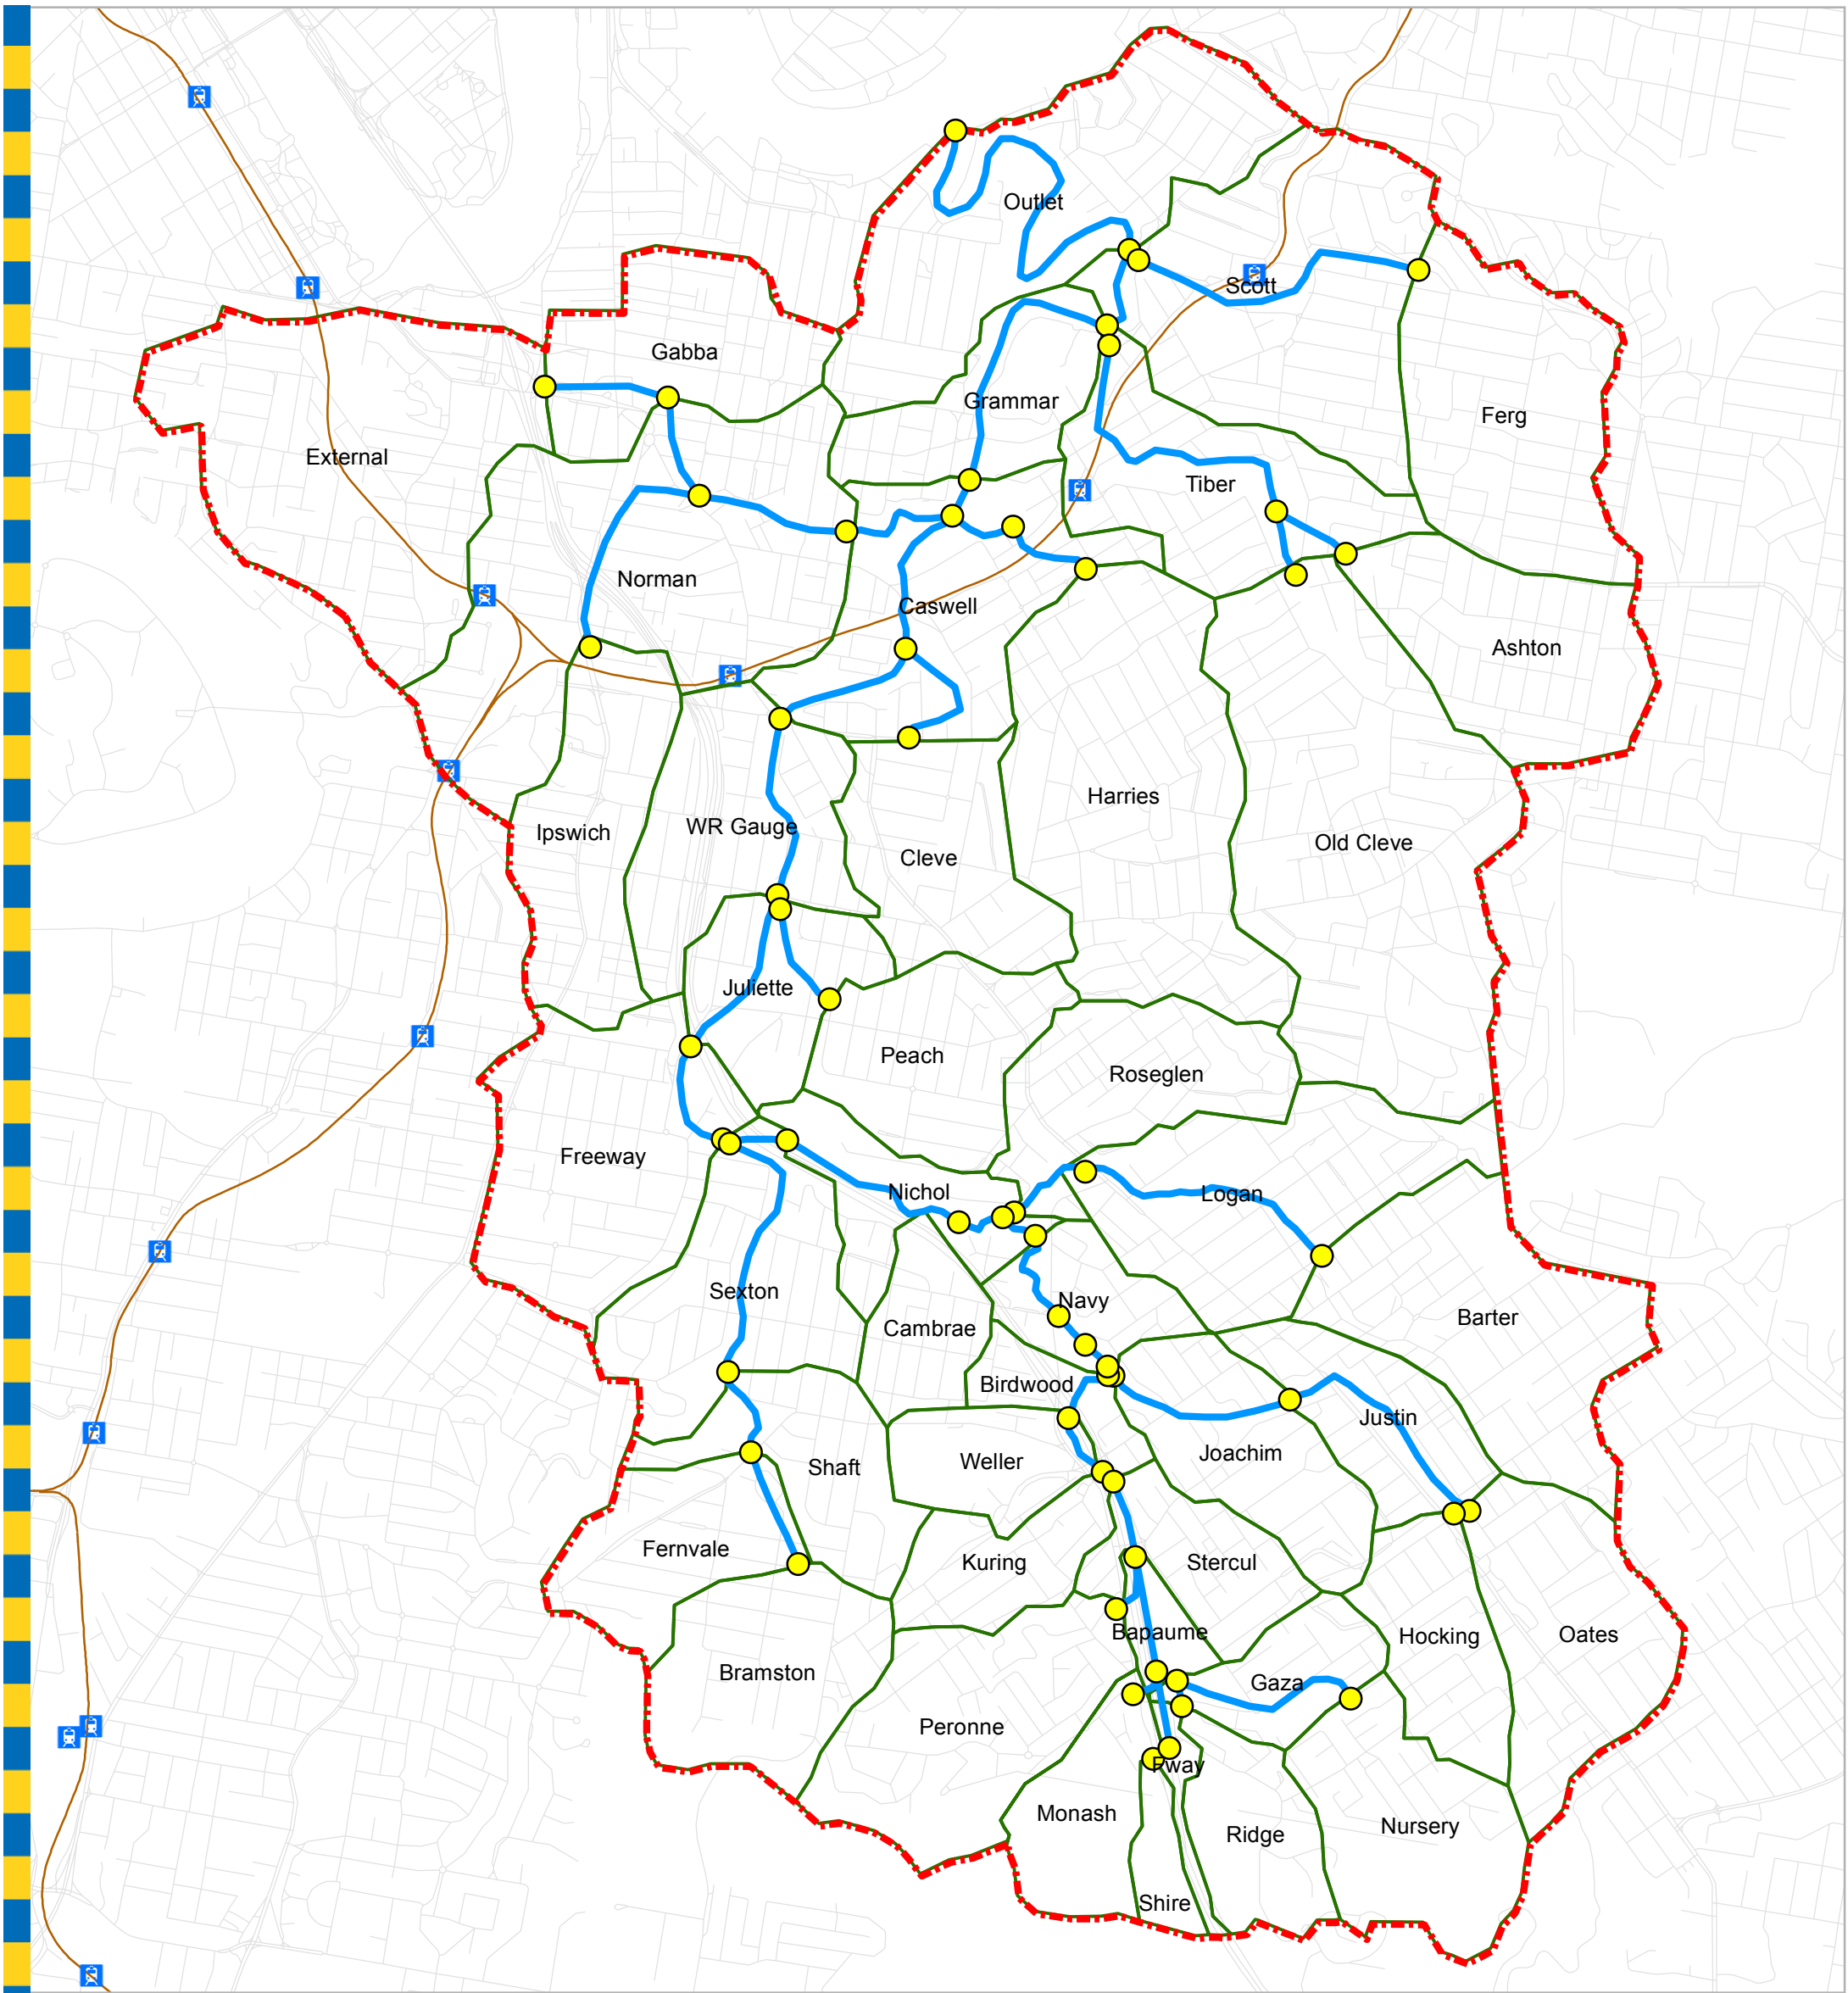 Outlet
Scott
Gabba
Grammar
Ferg
External
Tiber
Norman
Caswell
Ashton
Harries
WR Gauge
Ipswich
Old Cleve
Cleve
Juliette
Peach
Roseglen
Freeway
Nichol
Logan
Sexton
Navy
Barter
Cambrae
Birdwood
Justin
Joachim
Weller
Shaft
Fernvale
Kuring
Stercul
Bapaume
Hocking
Oates
Bramston
Gaza
Peronne
Fway
Monash
Nursery
Ridge
Shire